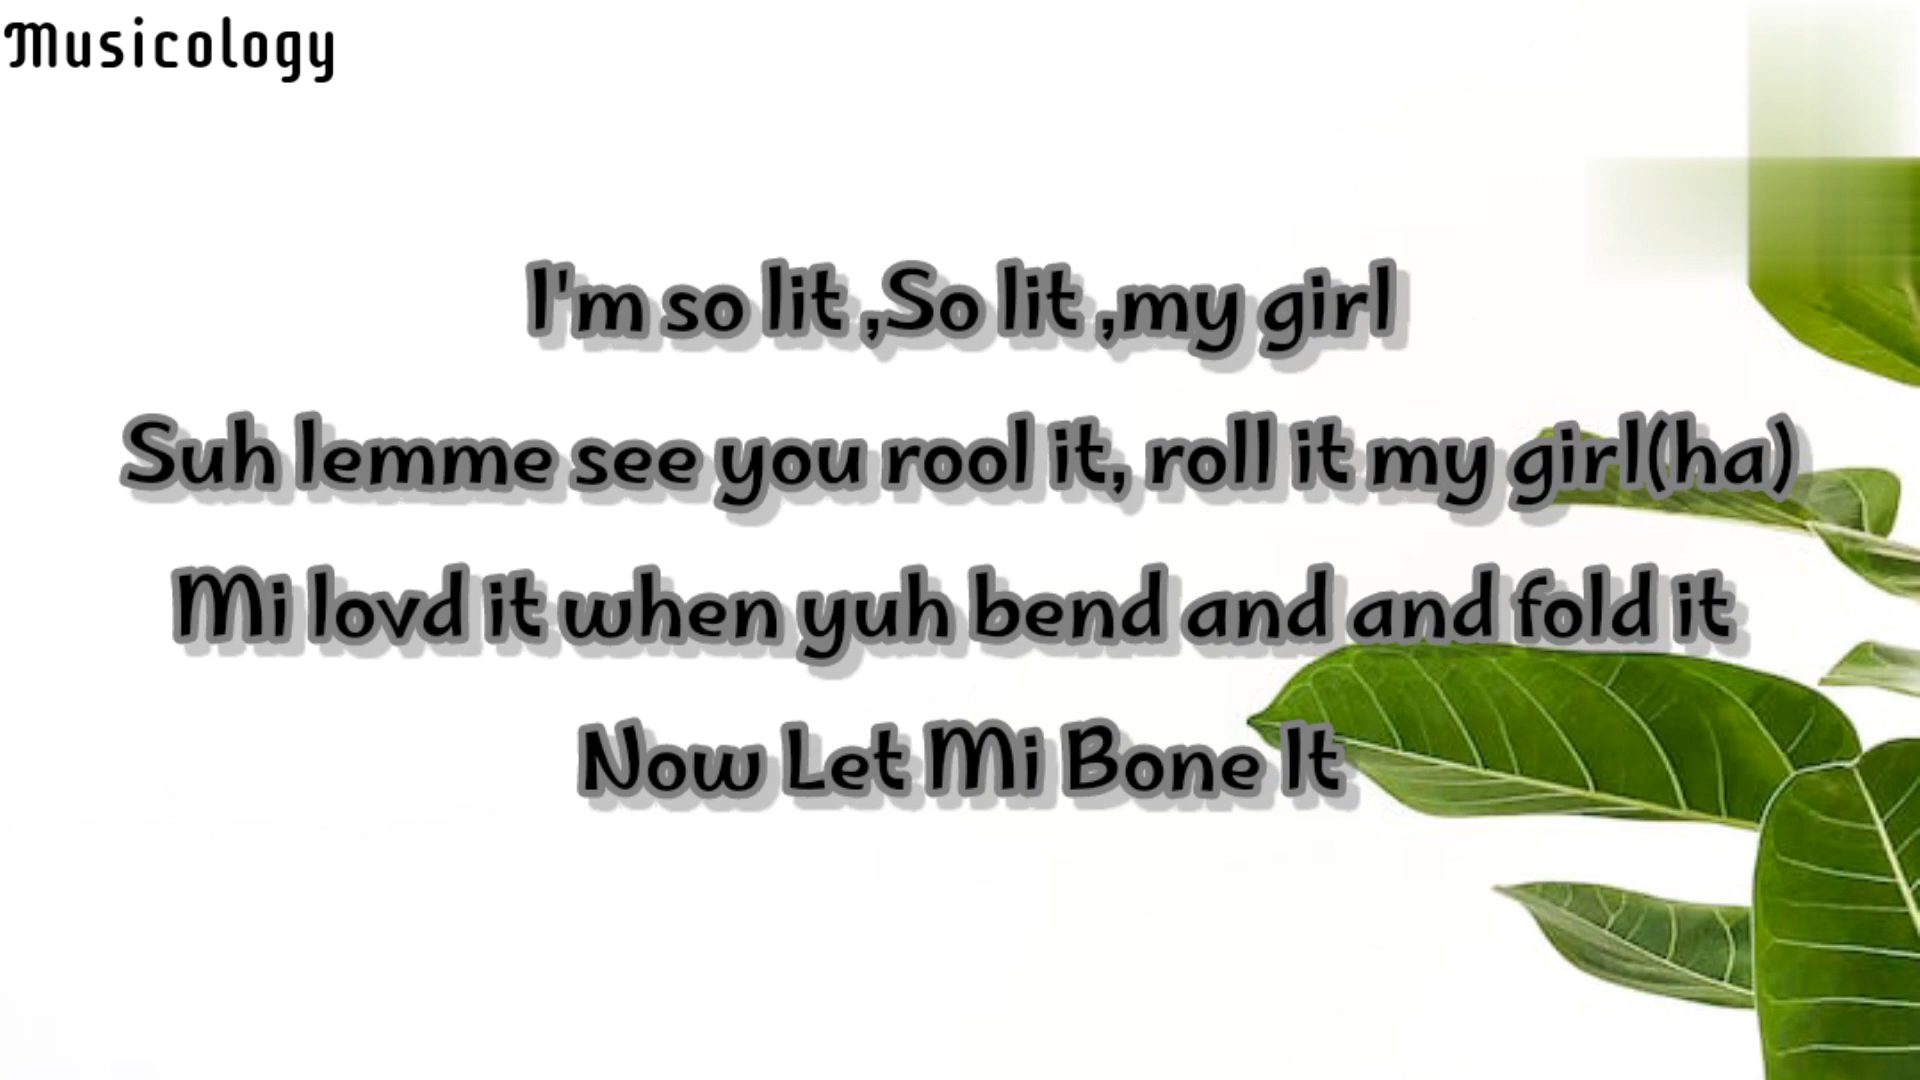 Musicology
I'm so lit ,So lit ,my girl
Suh lemme see you rool it, roll it my girl(ha)
Mi lovd it when yuh bend and and fold it
Now Let Mi Bone It